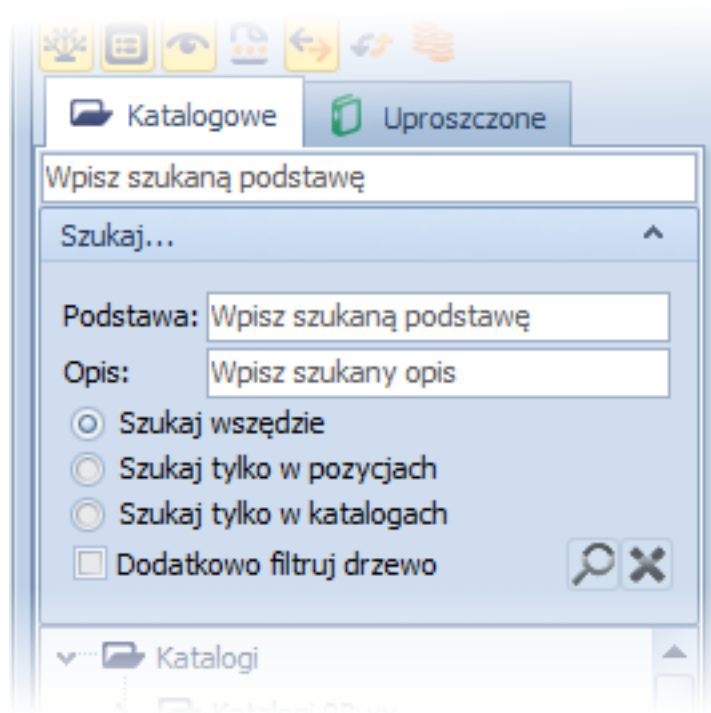 Katalogowe Uproszczone
Wpisz szukaną podstawę
Szukaj...
Podstawa: Wpisz szukaną podstawę
Opis: Wpisz szukany opis
Szukaj wszędzie
Szukaj tylko w pozycjach
Szukaj tylko w katalogach
Dodatkowo filtruj drzewo
Katalogi